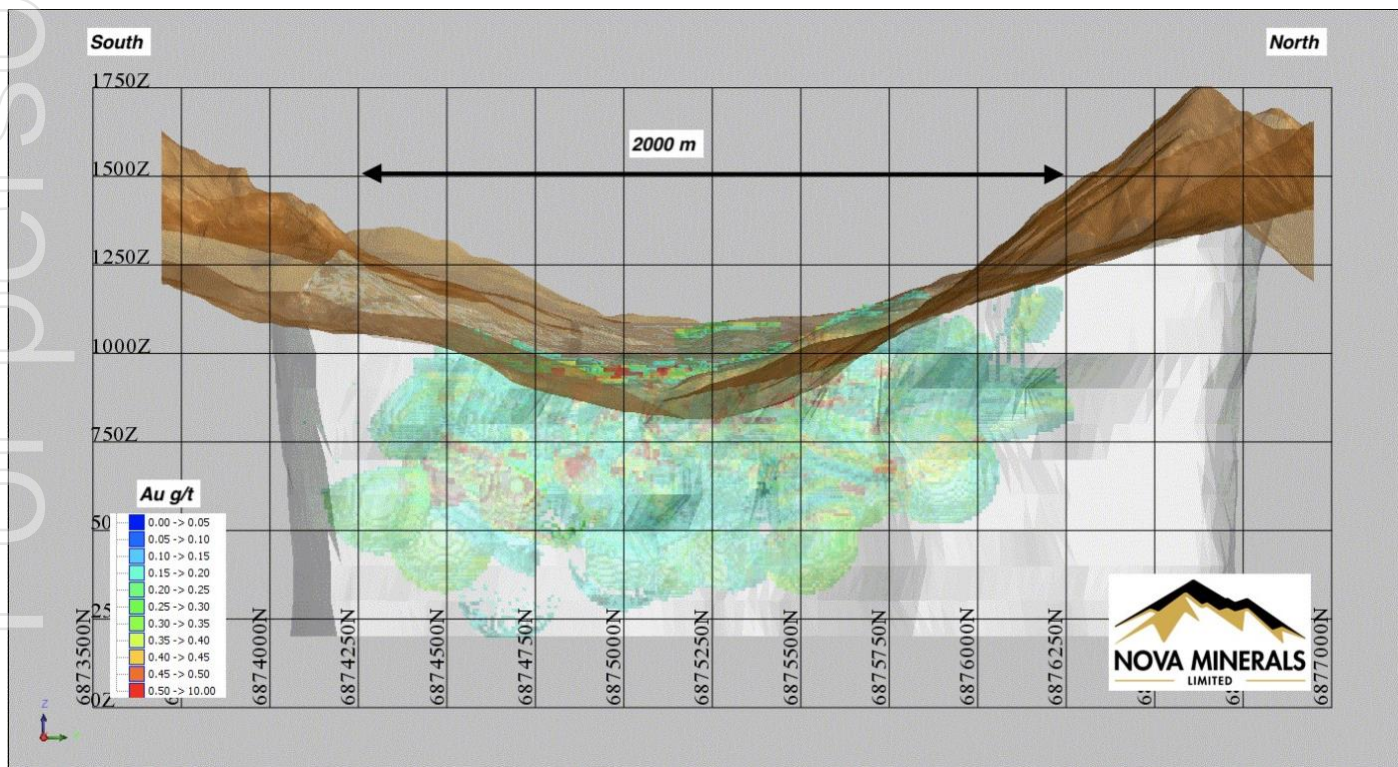 South
North
1750Z
2000 m
1500Z
1250Z
1000Z
750Z
Au g/t
0.00 -> 0.05
0.05 -> 0.10
0.10 -> 0.15
0.15 -> 0.20
0.20 -> 0.25
0.25 -> 0.30
0.30 -> 0.35
0.35 -> 0.40
0.40 -> 0.45
0.45 -> 0.50
0.50 -> 10.00
50
25
0Z
6873500N
6874000N
6874250N
6874500N
6874750N
6875000N
6875250N
6875500N
6875750N
6876000N
6876250N
6877000N
NOVA MINERALS
LIMITED
Z